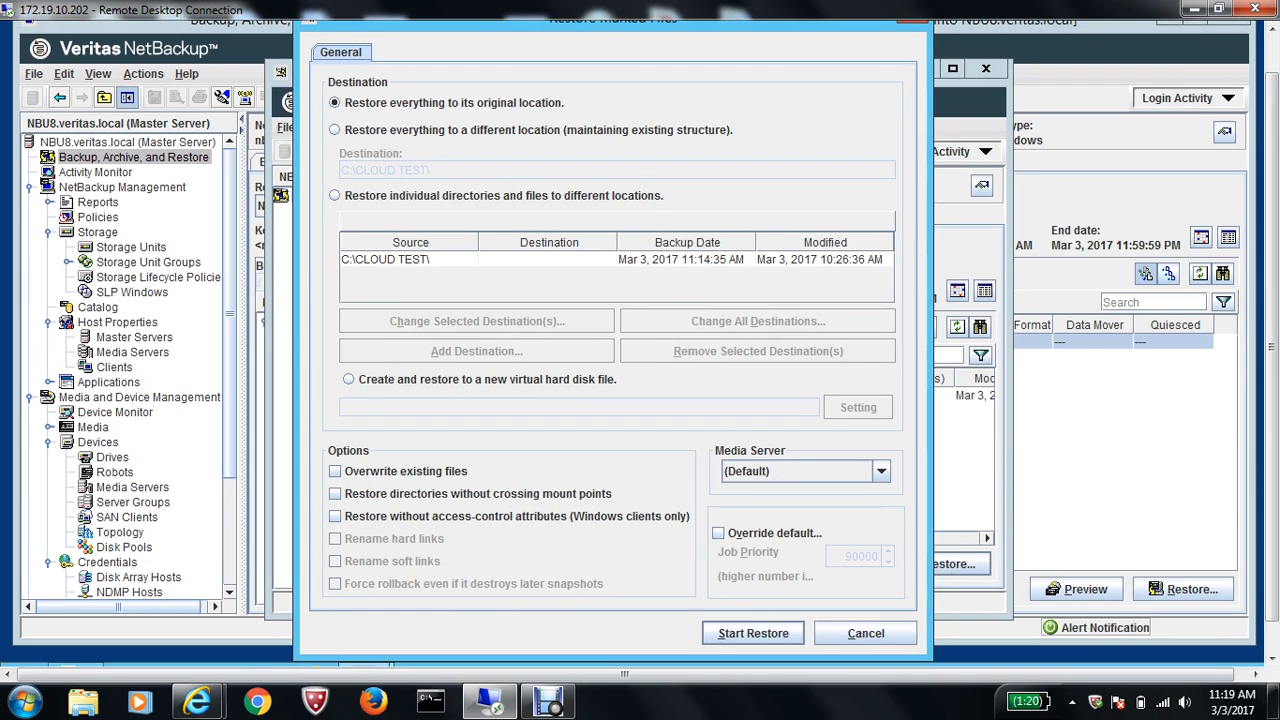 172.19.10.202 - Remote Desktop Connection
Backup, Archive,
Restore Marked Files
nto NBU8.veritas.local]
Veritas NetBackup™
File Edit View Actions Help
Login Activity
NBU8.veritas.local (Master Server)
NBU8.veritas.local (Master Server)
Backup, Archive, and Restore
Activity Monitor
NetBackup Management
Reports
Policies
Storage
Storage Units
Storage Unit Groups
Storage Lifecycle Policie
SLP Windows
Catalog
Host Properties
Master Servers
Media Servers
Clients
Applications
Media and Device Management
Device Monitor
Media
Devices
Drives
Robots
Media Servers
Server Groups
SAN Clients
Topology
Disk Pools
Credentials
Disk Array Hosts
NDMP Hosts
File
NB
General
Destination
Restore everything to its original location.
Restore everything to a different location (maintaining existing structure).
Destination:
C:\CLOUD TEST\
Restore individual directories and files to different locations.
Source Destination Backup Date Modified
C:\CLOUD TEST\ Mar 3, 2017 11:14:35 AM Mar 3, 2017 10:26:36 AM
Change Selected Destination(s)... Change All Destinations...
Add Destination... Remove Selected Destination(s)
Create and restore to a new virtual hard disk file.
Setting
Options
Overwrite existing files
Restore directories without crossing mount points
Restore without access-control attributes (Windows clients only)
Rename hard links
Rename soft links
Force rollback even if it destroys later snapshots
Media Server
(Default)
Override default...
Job Priority 90000
(higher number i...
Start Restore Cancel
Activity
s) Mod
Mar 3, 2
estore...
ype:
dows
End date:
AM Mar 3, 2017 11:59:59 PM
Search
Format Data Mover Quiesced
--- ---
Preview Restore...
Alert Notification
(1:20)
11:19 AM
3/3/2017